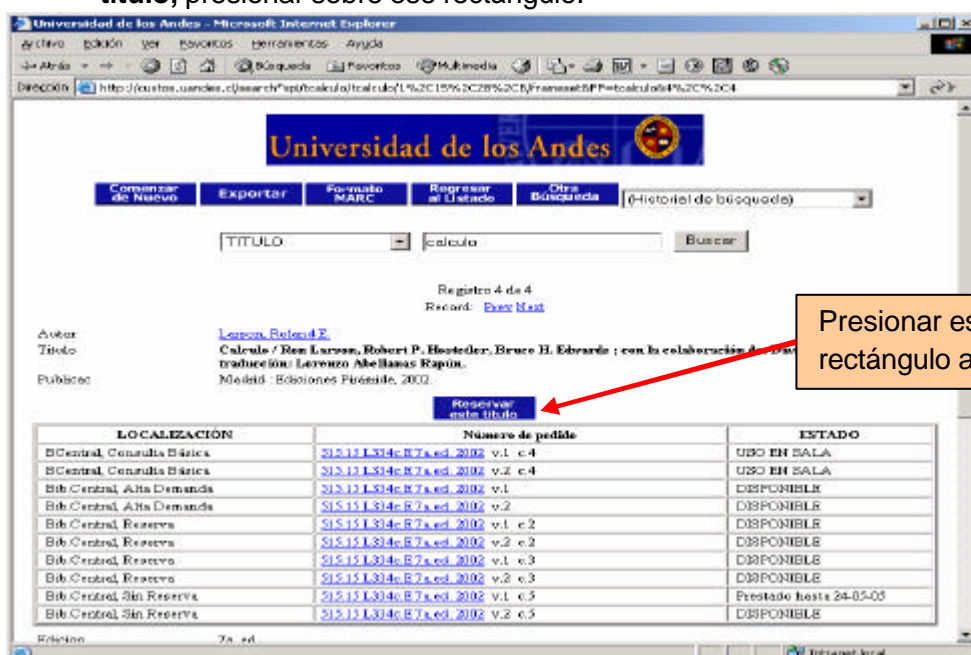 título, presionar sobre ese rectángulo.
Universidad de los Andes - Microsoft Internet Explorer
Archivo Edición Ver Favoritos Herramientas Ayuda
Atrás Búsqueda Favoritos Multimedia
Dirección
Universidad de los Andes
Comenzar de Nuevo
Exportar
Formato MARC
Regresar al Listado
Otra Búsqueda
(Historial de búsqueda)
TITULO calculo Buscar
Registro 4 de 4
Record: Prev Next
Presionar es
rectángulo a
Autor Larson, Roland E.
Titulo Calculo / Ron Larson, Robert P. Hostetler, Bruce H. Edwards ; con la colaboración de
traducción: Lorenzo Abellanas Rapún.
Publicac Madrid : Ediciones Pirámide, 2002.
Reservar este título
LOCALIZACIÓN Número de pedido ESTADO
BCentral, Consulta Básica 515.15 L334c.E 7a.ed. 2002 v.1 c.4 USO EN SALA
BCentral, Consulta Básica 515.15 L334c.E 7a.ed. 2002 v.2 c.4 USO EN SALA
Bib.Central, Alta Demanda 515.15 L334c.E 7a.ed. 2002 v.1 DISPONIBLE
Bib.Central, Alta Demanda 515.15 L334c.E 7a.ed. 2002 v.2 DISPONIBLE
Bib.Central, Reserva 515.15 L334c.E 7a.ed. 2002 v.1 c.2 DISPONIBLE
Bib.Central, Reserva 515.15 L334c.E 7a.ed. 2002 v.2 c.2 DISPONIBLE
Bib.Central, Reserva 515.15 L334c.E 7a.ed. 2002 v.1 c.3 DISPONIBLE
Bib.Central, Reserva 515.15 L334c.E 7a.ed. 2002 v.2 c.3 DISPONIBLE
Bib.Central, Sin Reserva 515.15 L334c.E 7a.ed. 2002 v.1 c.5 Prestado hasta 24-05-05
Bib.Central, Sin Reserva 515.15 L334c.E 7a.ed. 2002 v.2 c.5 DISPONIBLE
Edicion 7a. ed.
Intranet local